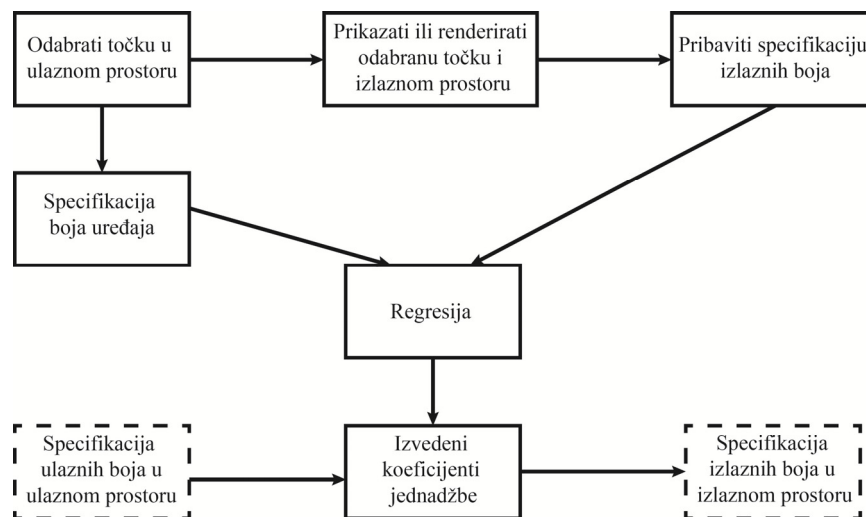 Odabrati točku u
ulaznom prostoru
Prikazati ili renderirati
odabranu točku i
izlaznom prostoru
Pribaviti specifikaciju
izlaznih boja
Specifikacija
boja uređaja
Regresija
Specifikacija
ulaznih boja u
ulaznom prostoru
Izvedeni
koeficijenti
jednadžbe
Specifikacija
izlaznih boja u
izlaznom prostoru